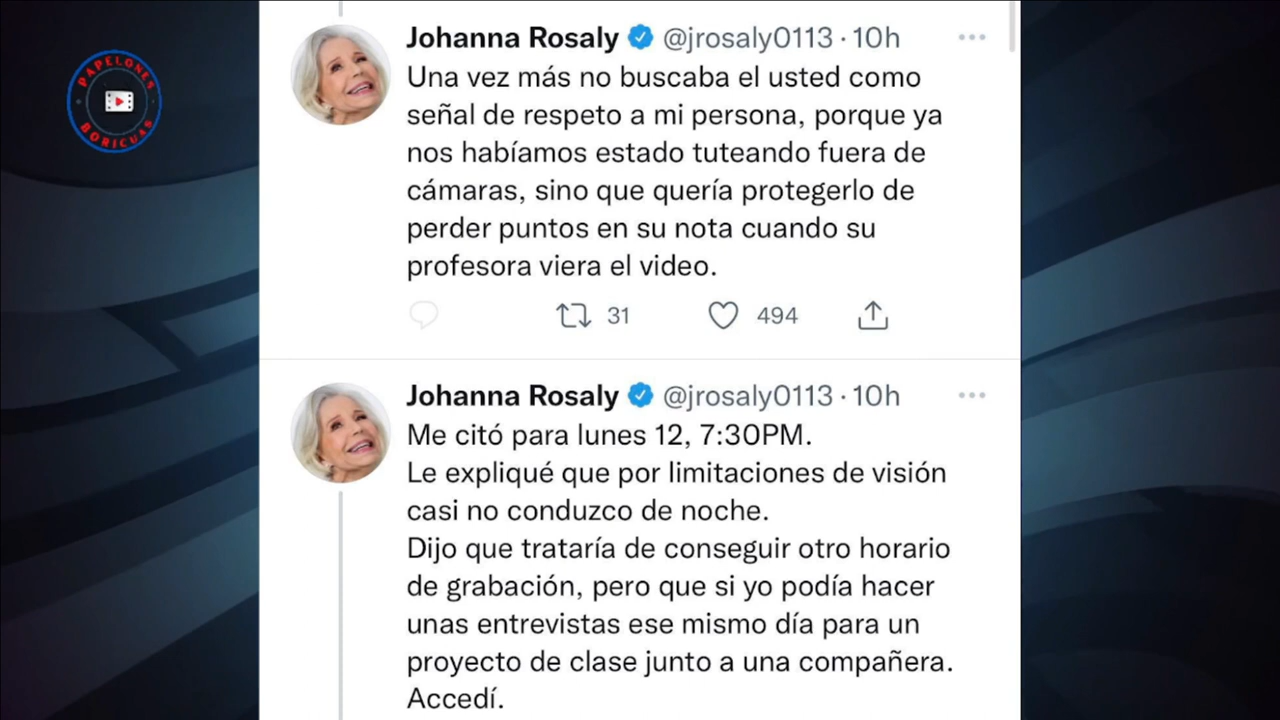 PAPELONES
BORICUAS
Johanna Rosaly @jrosaly0113 · 10h
Una vez más no buscaba el usted como
señal de respeto a mi persona, porque ya
nos habíamos estado tuteando fuera de
cámaras, sino que quería protegerlo de
perder puntos en su nota cuando su
profesora viera el video.
31 494
Johanna Rosaly @jrosaly0113 · 10h
Me citó para lunes 12, 7:30PM.
Le expliqué que por limitaciones de visión
casi no conduzco de noche.
Dijo que trataría de conseguir otro horario
de grabación, pero que si yo podía hacer
unas entrevistas ese mismo día para un
proyecto de clase junto a una compañera.
Accedí.